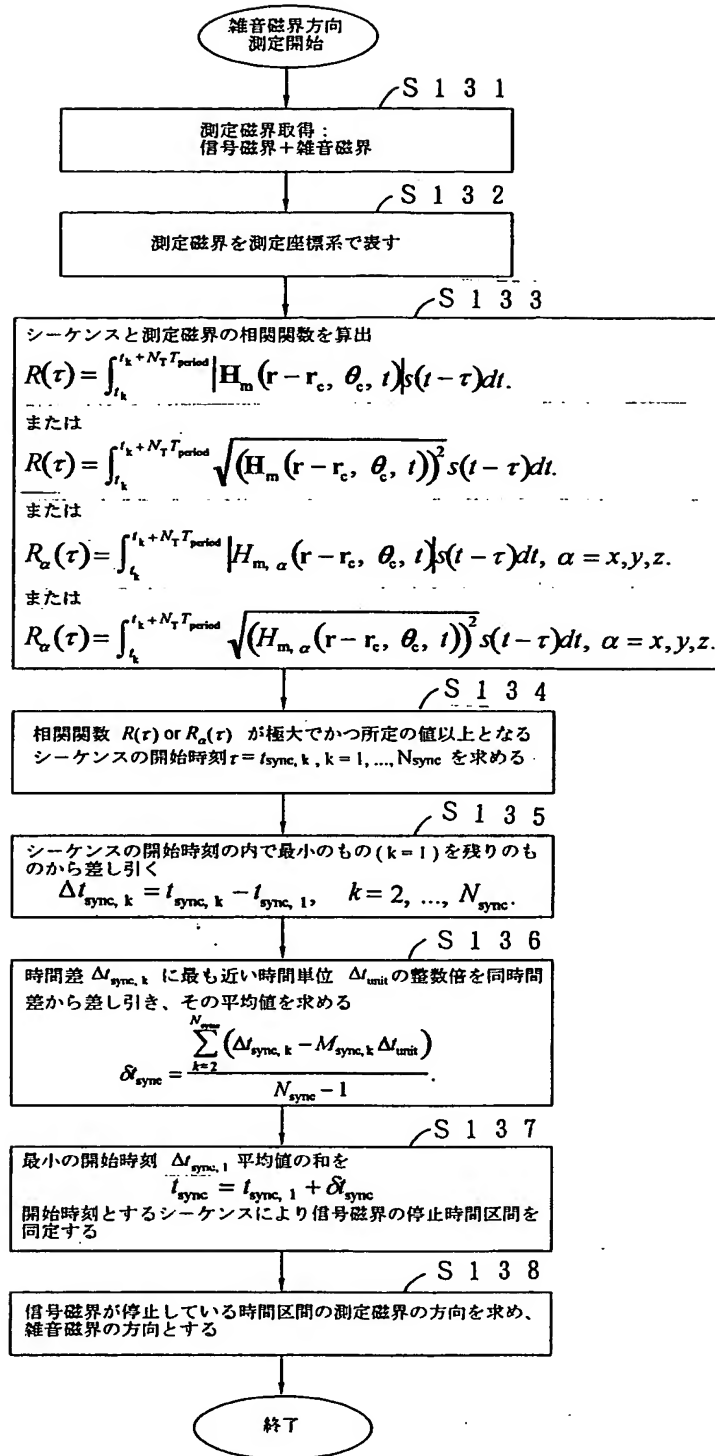 雑音磁界方向
測定開始
S131
測定磁界取得：
信号磁界＋雑音磁界
S132
測定磁界を測定座標系で表す
S133
シーケンスと測定磁界の相関関数を算出
R(τ) = ∫_{t_k}^{t_k + N_T T_period} |H_m(r − r_c, θ_c, t)| s(t − τ)dt.
または
R(τ) = ∫_{t_k}^{t_k + N_T T_period} √((H_m(r − r_c, θ_c, t))²) s(t − τ)dt.
または
R_α(τ) = ∫_{t_k}^{t_k + N_T T_period} |H_{m, α}(r − r_c, θ_c, t)| s(t − τ)dt, α = x, y, z.
または
R_α(τ) = ∫_{t_k}^{t_k + N_T T_period} √((H_{m, α}(r − r_c, θ_c, t))²) s(t − τ)dt, α = x, y, z.
S134
相関関数 R(τ) or R_α(τ) が極大でかつ所定の値以上となる
シーケンスの開始時刻τ = t_{sync, k}, k = 1, ..., N_sync を求める
S135
シーケンスの開始時刻の内で最小のもの(k = 1)を残りのも
のから差し引く
Δt_{sync, k} = t_{sync, k} − t_{sync, 1}, k = 2, ..., N_sync.
S136
時間差 Δt_{sync, k} に最も近い時間単位 Δt_unit の整数倍を同時間
差から差し引き、その平均値を求める
δt_sync = Σ_{k=2}^{N_sync} (Δt_{sync, k} − M_{sync, k} Δt_unit) / (N_sync − 1).
S137
最小の開始時刻 Δt_{sync, 1} 平均値の和を
t_sync = t_{sync, 1} + δt_sync
開始時刻とするシーケンスにより信号磁界の停止時間区間を
同定する
S138
信号磁界が停止している時間区間の測定磁界の方向を求め、
雑音磁界の方向とする
終了